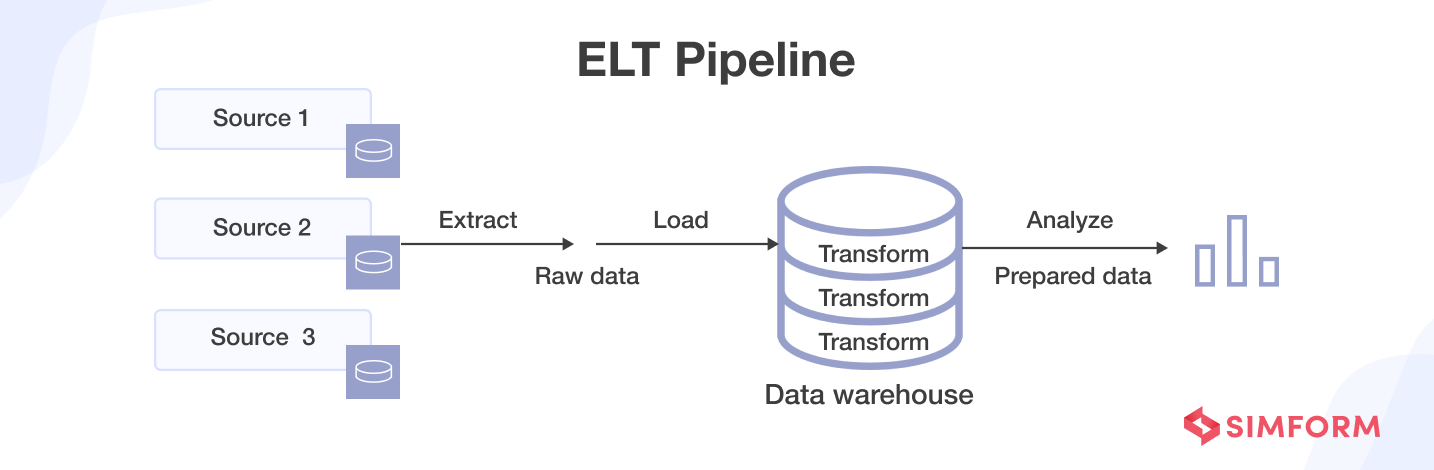 ELT Pipeline
Source 1
Source 2
Source 3
Extract
Load
Raw data
Transform
Transform
Transform
Data warehouse
Analyze
Prepared data
SIMFORM